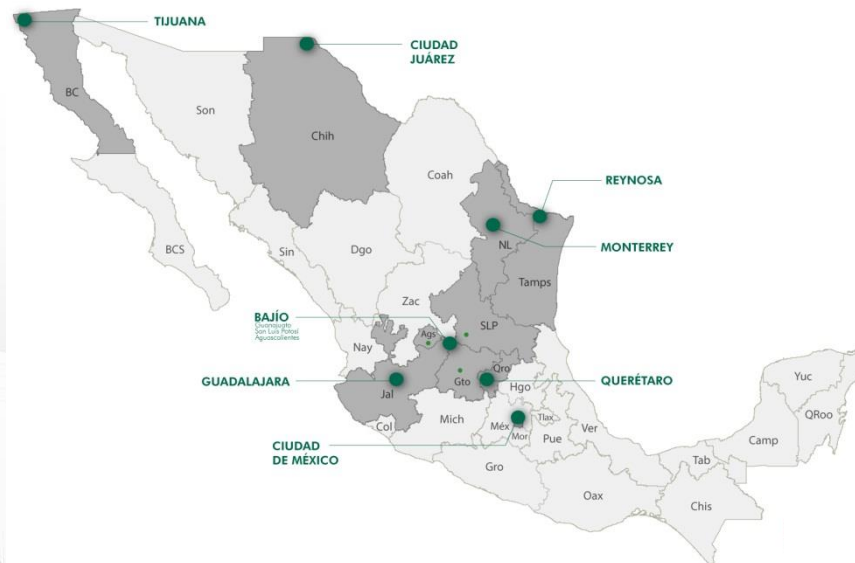 TIJUANA
CIUDAD
JUÁREZ
BC
Son
Chih
Coah
REYNOSA
BCS
Sin
Dgo
NL
MONTERREY
Tamps
Zac
BAJÍO
Guanajuato
San Luis Potosí
Aguascalientes
Ags
SLP
Nay
GUADALAJARA
Jal
Gto
Qro
Hgo
QUERÉTARO
Yuc
QRoo
Col
Mich
Méx
Tlax
Mor
Pue
Ver
Camp
CIUDAD
DE MÉXICO
Gro
Oax
Tab
Chis